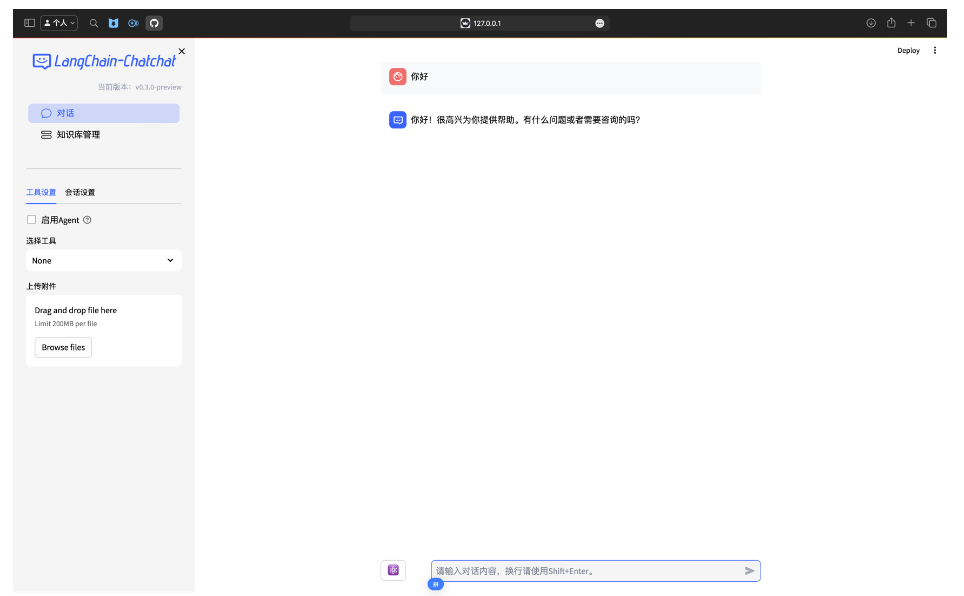 个人
127.0.0.1
LangChain-Chatchat
当前版本：v0.3.0-preview
对话
知识库管理
工具设置 会话设置
启用Agent
选择工具
None
上传附件
Drag and drop file here
Limit 200MB per file
Browse files
Deploy
你好
你好！很高兴为你提供帮助。有什么问题或者需要咨询的吗？
请输入对话内容，换行请使用Shift+Enter。
拼